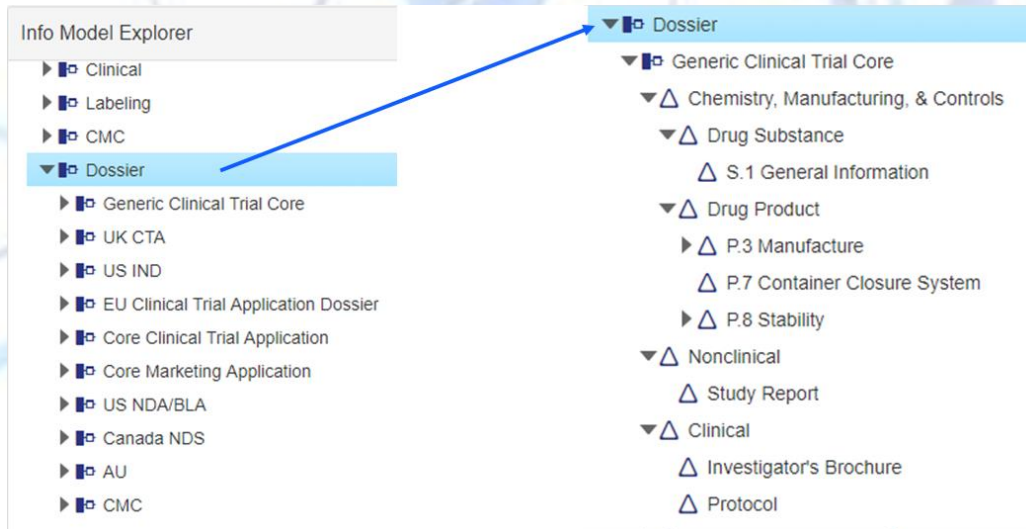 Info Model Explorer
Clinical
Labeling
CMC
Dossier
Generic Clinical Trial Core
UK CTA
US IND
EU Clinical Trial Application Dossier
Core Clinical Trial Application
Core Marketing Application
US NDA/BLA
Canada NDS
AU
CMC
Dossier
Generic Clinical Trial Core
Chemistry, Manufacturing, & Controls
Drug Substance
S.1 General Information
Drug Product
P.3 Manufacture
P.7 Container Closure System
P.8 Stability
Nonclinical
Study Report
Clinical
Investigator's Brochure
Protocol